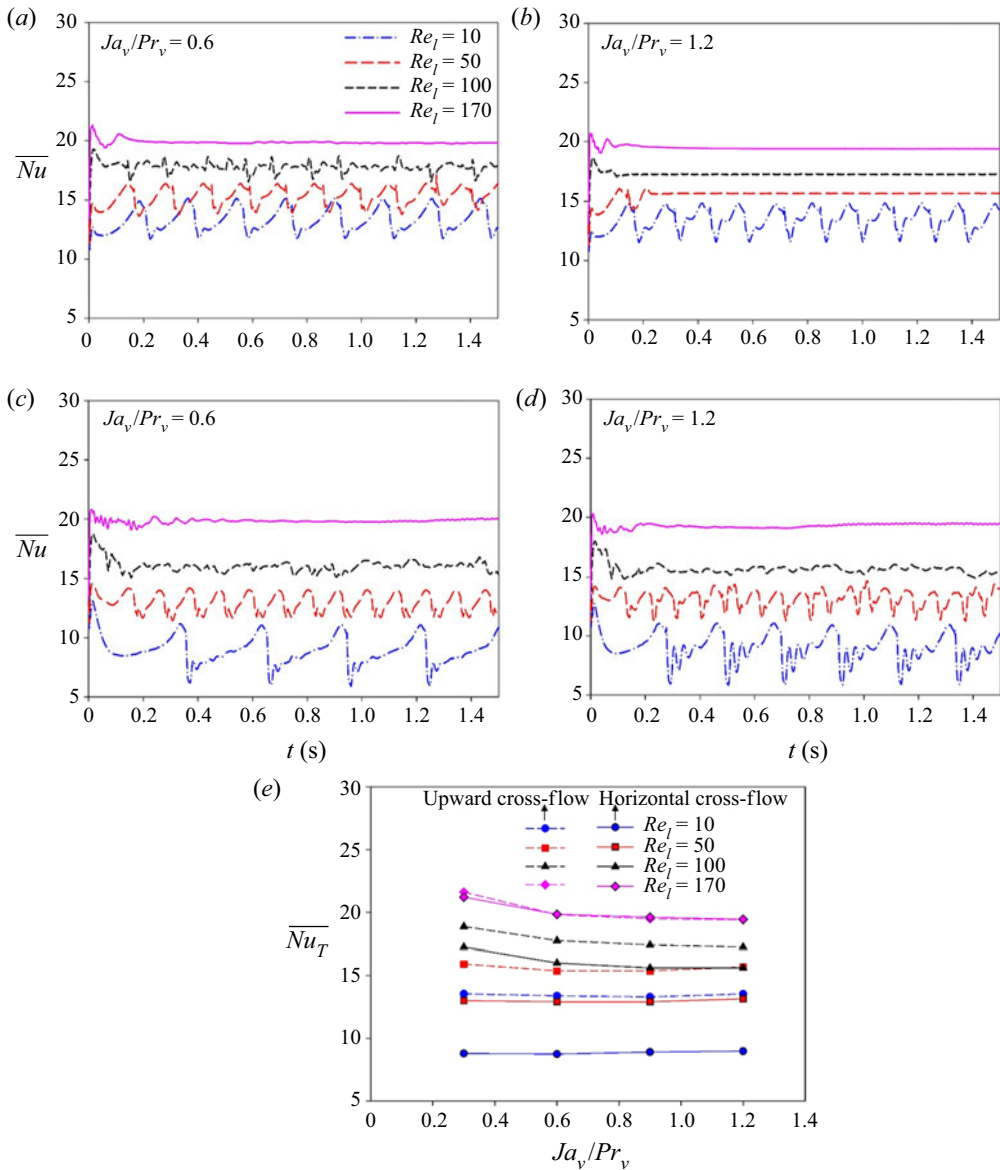 (a)
30
Ja_v/Pr_v = 0.6
Re_l = 10
Re_l = 50
Re_l = 100
Re_l = 170
25
20
N̅u̅
15
10
5
0 0.2 0.4 0.6 0.8 1.0 1.2 1.4
(b)
30
Ja_v/Pr_v = 1.2
25
20
15
10
5
0 0.2 0.4 0.6 0.8 1.0 1.2 1.4
(c)
30
Ja_v/Pr_v = 0.6
25
20
N̅u̅
15
10
5
0 0.2 0.4 0.6 0.8 1.0 1.2 1.4
t (s)
(d)
30
Ja_v/Pr_v = 1.2
25
20
15
10
5
0 0.2 0.4 0.6 0.8 1.0 1.2 1.4
t (s)
(e)
30
Upward cross-flow Horizontal cross-flow
Re_l = 10
Re_l = 50
Re_l = 100
Re_l = 170
25
20
N̅u̅_T
15
10
5
0 0.2 0.4 0.6 0.8 1.0 1.2 1.4
Ja_v/Pr_v